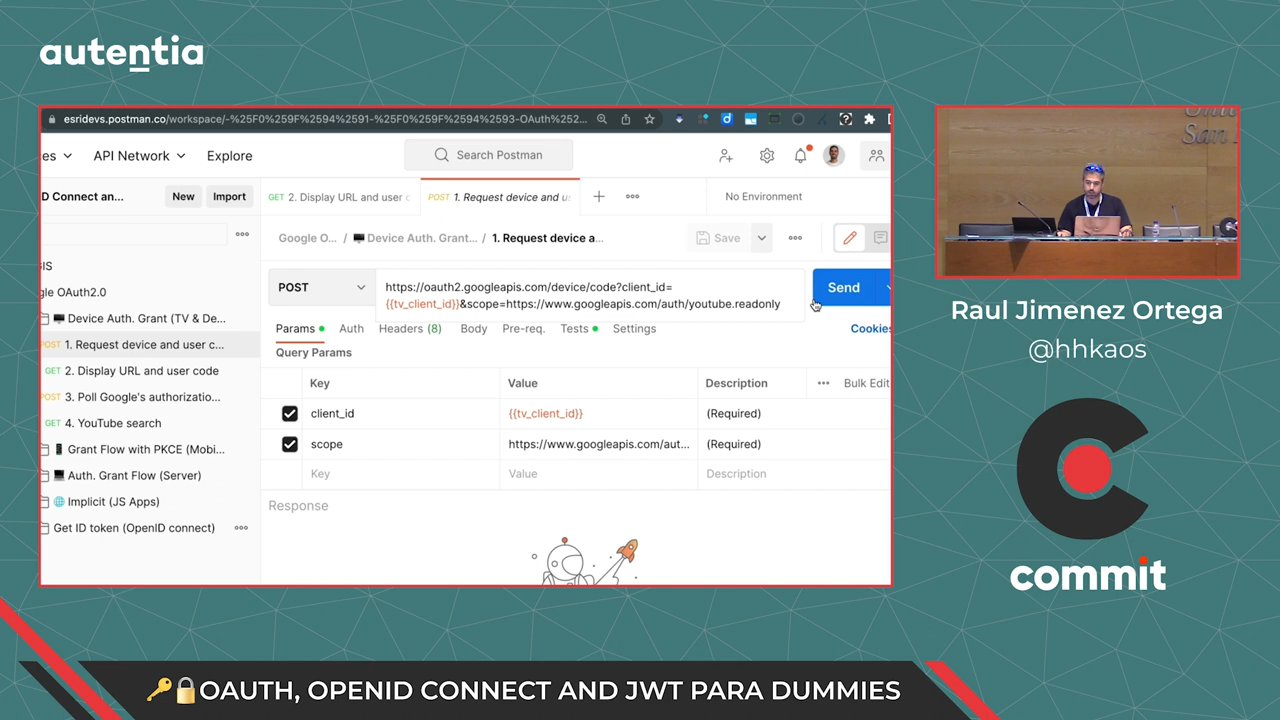 autentia
esridevs.postman.co/workspace/-%25F0%259F%2594%2591-%25F0%259F%2594%2593-OAuth%252...
es
API Network
Explore
Search Postman
D Connect an...
New
Import
GET 2. Display URL and user c
POST 1. Request device and u
No Environment
Google O... / Device Auth. Grant... / 1. Request device a...
Save
IS
gle OAuth2.0
Device Auth. Grant (TV & De...
OST 1. Request device and user c...
GET 2. Display URL and user code
OST 3. Poll Google's authorizatio...
GET 4. YouTube search
Grant Flow with PKCE (Mobi...
Auth. Grant Flow (Server)
Implicit (JS Apps)
Get ID token (OpenID connect)
POST
https://oauth2.googleapis.com/device/code?client_id=
{{tv_client_id}}&scope=https://www.googleapis.com/auth/youtube.readonly
Send
Params
Auth
Headers (8)
Body
Pre-req.
Tests
Settings
Cookies
Query Params
Key
Value
Description
Bulk Edit
client_id
{{tv_client_id}}
(Required)
scope
https://www.googleapis.com/aut...
(Required)
Key
Value
Description
Response
San
Raul Jimenez Ortega
@hhkaos
commit
OAUTH, OPENID CONNECT AND JWT PARA DUMMIES